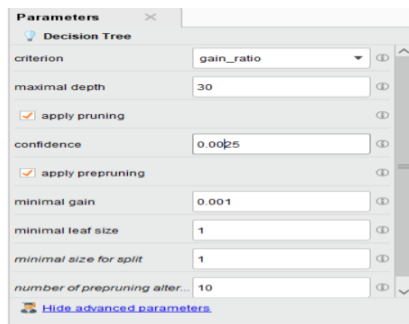 Parameters
Decision Tree
criterion gain_ratio
maximal depth 30
apply pruning
confidence 0.0025
apply prepruning
minimal gain 0.001
minimal leaf size 1
minimal size for split 1
number of prepruning alter... 10
Hide advanced parameters